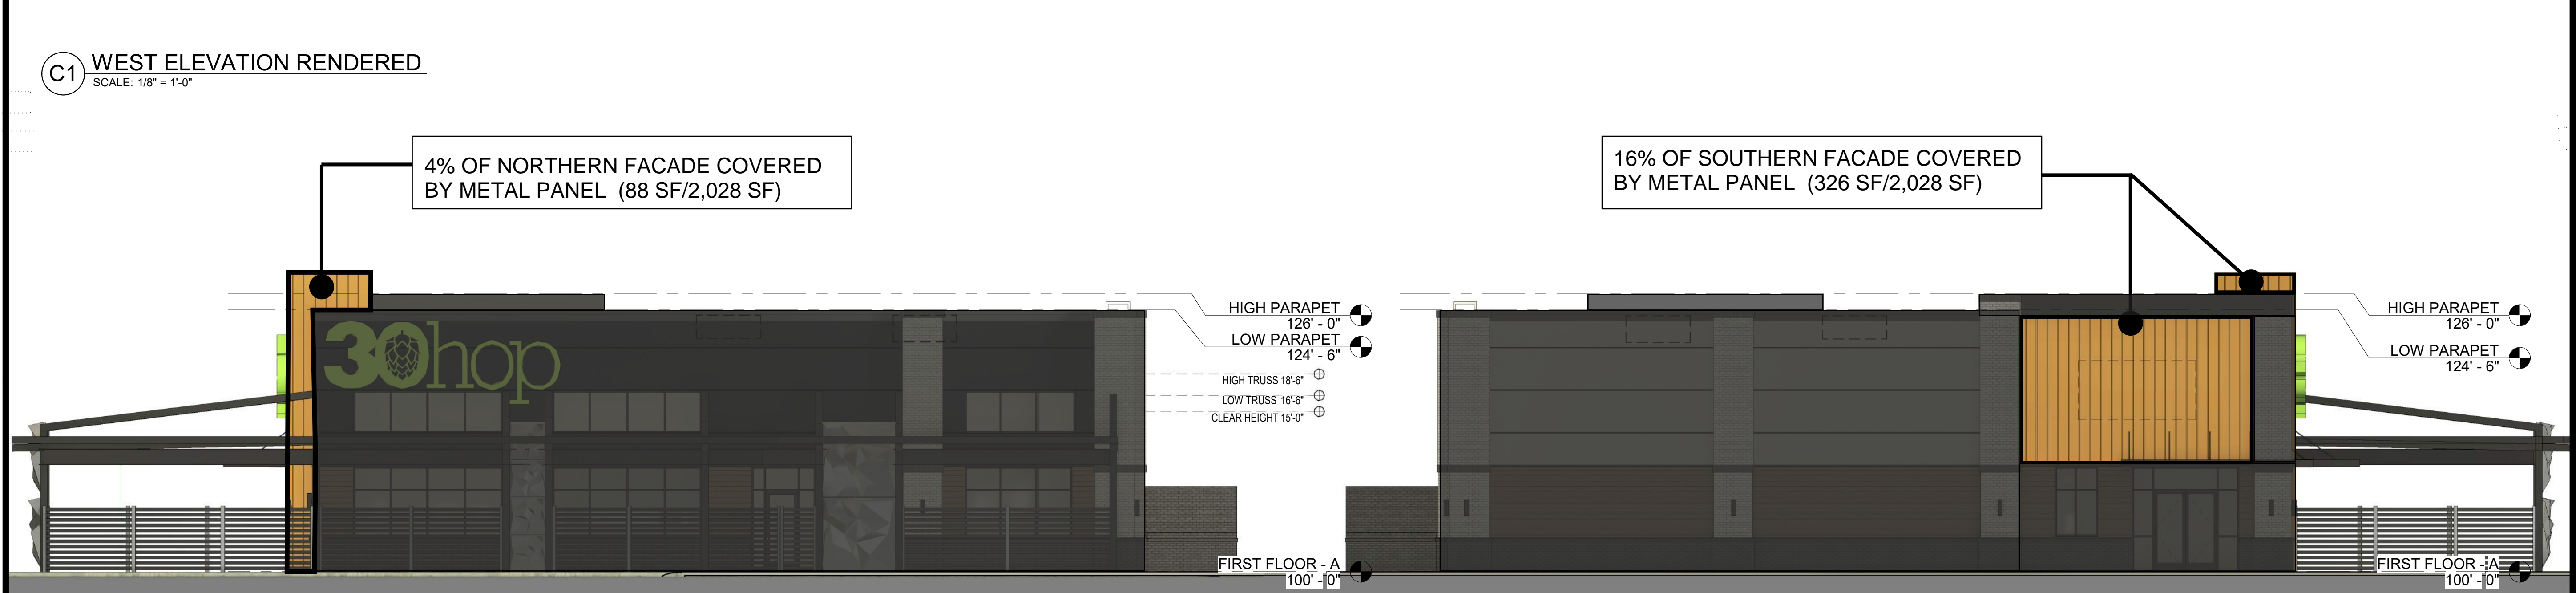 C1 WEST ELEVATION RENDERED
SCALE: 1/8" = 1'-0"
4% OF NORTHERN FACADE COVERED
BY METAL PANEL (88 SF/2,028 SF)
16% OF SOUTHERN FACADE COVERED
BY METAL PANEL (326 SF/2,028 SF)
30hop
HIGH PARAPET
126' - 0"
LOW PARAPET
124' - 6"
HIGH TRUSS 18'-6"
LOW TRUSS 16'-6"
CLEAR HEIGHT 15'-0"
FIRST FLOOR - A
100' - 0"
HIGH PARAPET
126' - 0"
LOW PARAPET
124' - 6"
FIRST FLOOR - A
100' - 0"